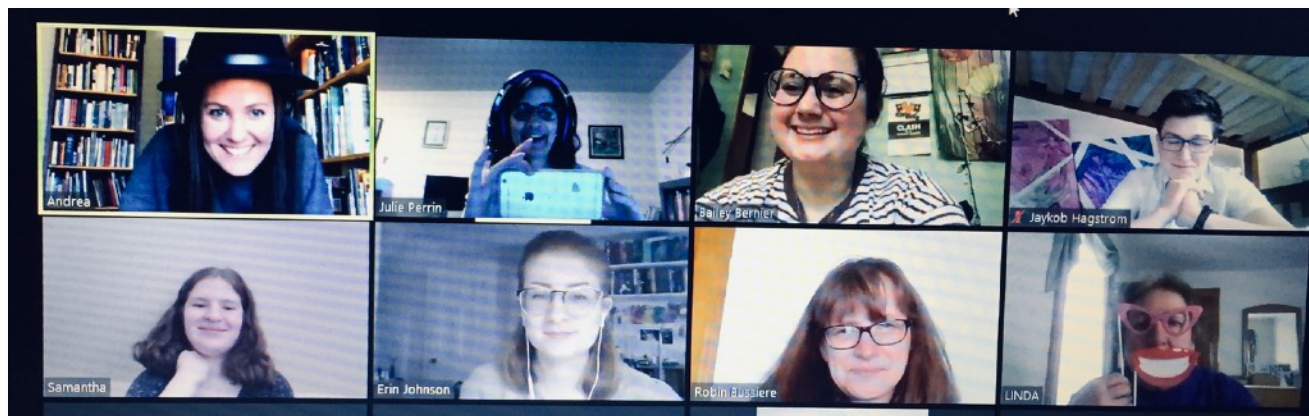 Andrea
Julie Perrin
CLASH
Bailey Bernier
Jaykob Hagstrom
Samantha
Erin Johnson
Robin Bussiere
LINDA